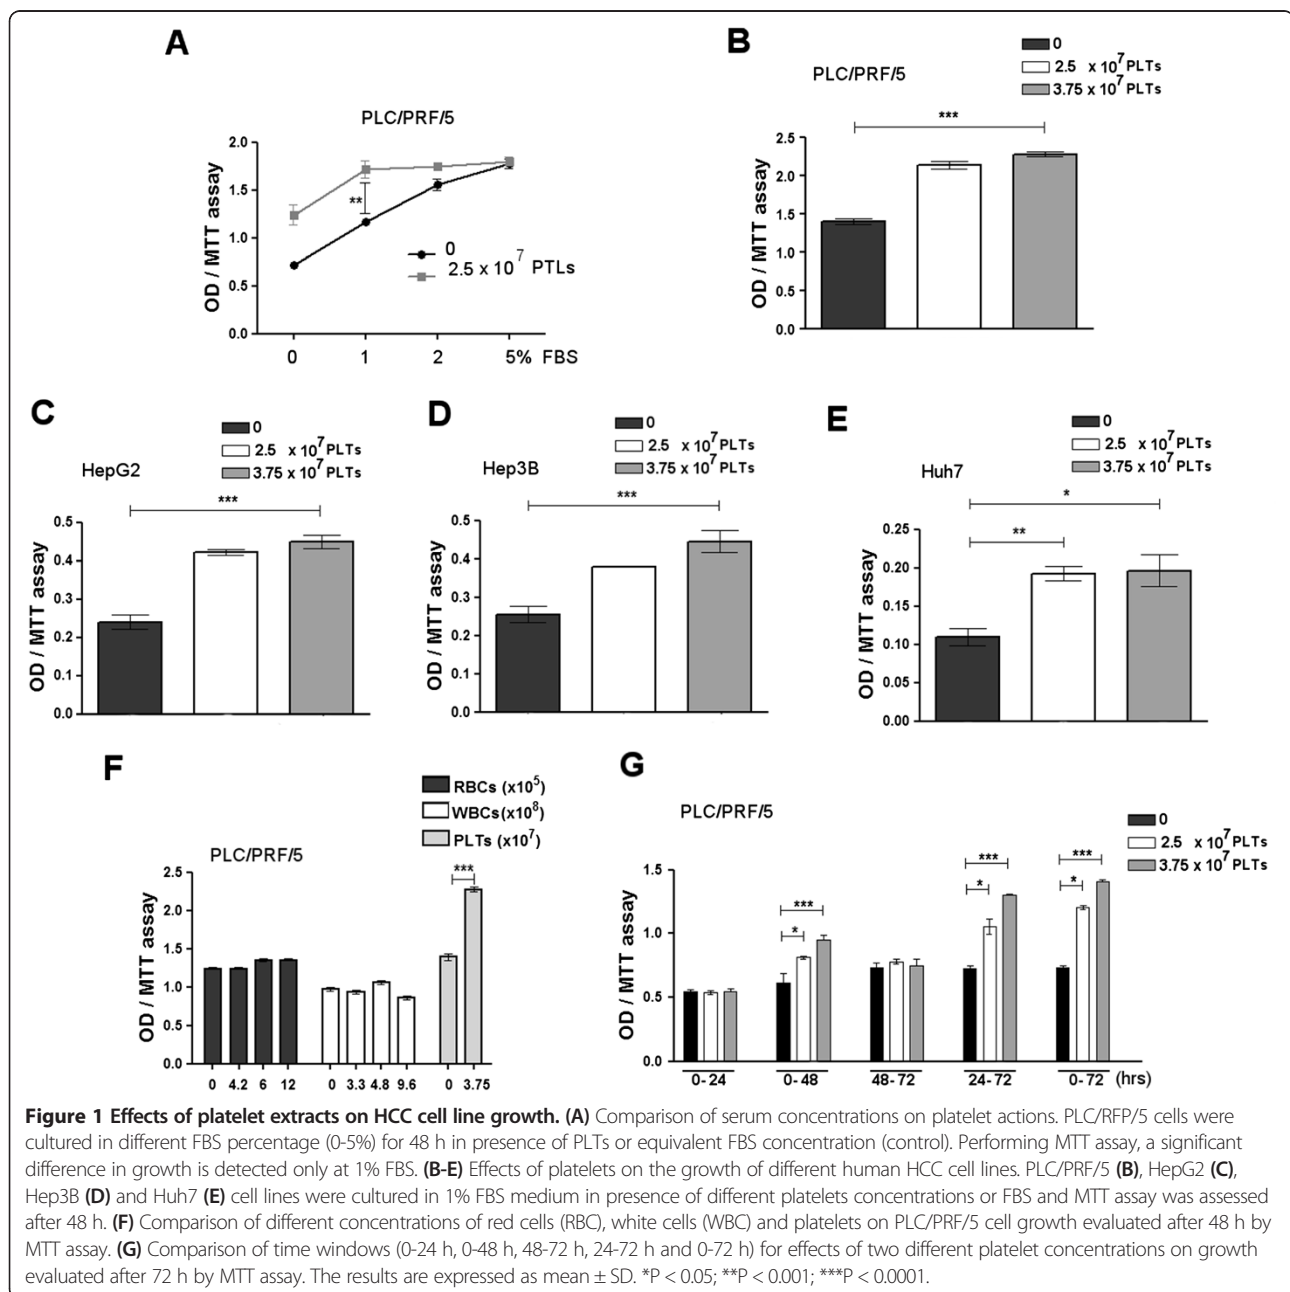 A
PLC/PRF/5
OD / MTT assay
2.0
1.5
1.0
0.5
0.0
**
0
2.5 x 10^7 PTLs
0 1 2 5% FBS
B
0
2.5 x 10^7 PLTs
3.75 x 10^7 PLTs
PLC/PRF/5
***
OD / MTT assay
2.5
2.0
1.5
1.0
0.5
0.0
C
0
2.5 x 10^7 PLTs
3.75 x 10^7 PLTs
HepG2
***
OD / MTT assay
0.5
0.4
0.3
0.2
0.1
0.0
D
0
2.5 x 10^7 PLTs
3.75 x 10^7 PLTs
Hep3B
***
OD / MTT assay
0.5
0.4
0.3
0.2
0.1
0.0
E
0
2.5 x 10^7 PLTs
3.75 x 10^7 PLTs
Huh7
*
**
OD / MTT assay
0.25
0.20
0.15
0.10
0.05
0.00
F
RBCs (x10^5)
WBCs(x10^8)
PLTs (x10^7)
PLC/PRF/5
***
OD / MTT assay
2.5
2.0
1.5
1.0
0.5
0.0
0 4.2 6 12 0 3.3 4.8 9.6 0 3.75
G
PLC/PRF/5
0
2.5 x 10^7 PLTs
3.75 x 10^7 PLTs
OD / MTT assay
1.5
1.0
0.5
0.0
***
*
***
*
***
*
0-24 0-48 48-72 24-72 0-72 (hrs)
Figure 1 Effects of platelet extracts on HCC cell line growth. (A) Comparison of serum concentrations on platelet actions. PLC/RFP/5 cells were
cultured in different FBS percentage (0-5%) for 48 h in presence of PLTs or equivalent FBS concentration (control). Performing MTT assay, a significant
difference in growth is detected only at 1% FBS. (B-E) Effects of platelets on the growth of different human HCC cell lines. PLC/PRF/5 (B), HepG2 (C),
Hep3B (D) and Huh7 (E) cell lines were cultured in 1% FBS medium in presence of different platelets concentrations or FBS and MTT assay was assessed
after 48 h. (F) Comparison of different concentrations of red cells (RBC), white cells (WBC) and platelets on PLC/PRF/5 cell growth evaluated after 48 h by
MTT assay. (G) Comparison of time windows (0-24 h, 0-48 h, 48-72 h, 24-72 h and 0-72 h) for effects of two different platelet concentrations on growth
evaluated after 72 h by MTT assay. The results are expressed as mean ± SD. *P < 0.05; **P < 0.001; ***P < 0.0001.